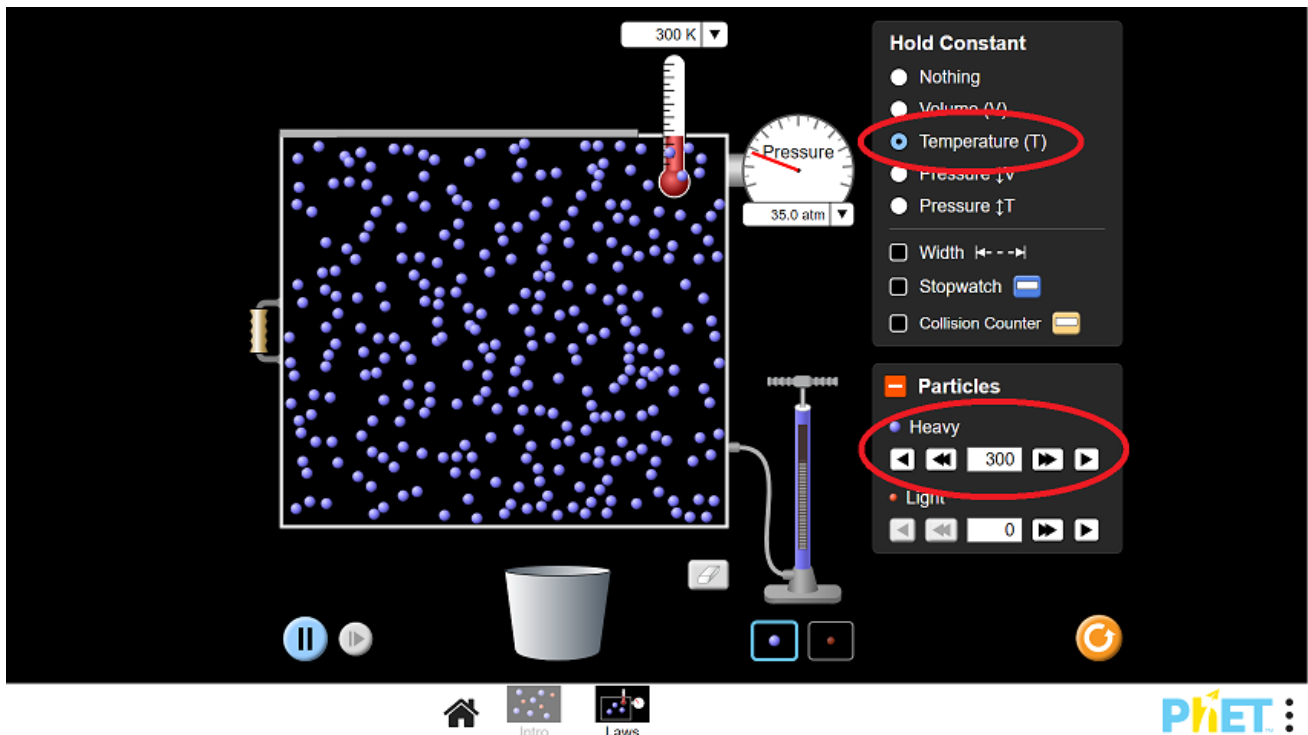 300 K
Hold Constant
Nothing
Volume (V)
Temperature (T)
Pressure ↕V
Pressure ↕T
Pressure
35.0 atm
Width
Stopwatch
Collision Counter
Particles
Heavy
300
Light
0
Intro
Laws
PhET